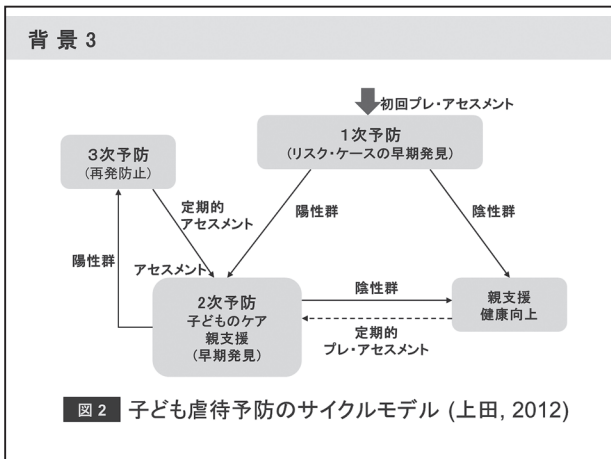 背景3
初回プレ・アセスメント
1次予防
(リスク・ケースの早期発見)
3次予防
(再発防止)
定期的
アセスメント
陽性群
陰性群
陽性群
アセスメント
2次予防
子どものケア
親支援
(早期発見)
陰性群
定期的
プレ・アセスメント
親支援
健康向上
図2 子ども虐待予防のサイクルモデル (上田, 2012)